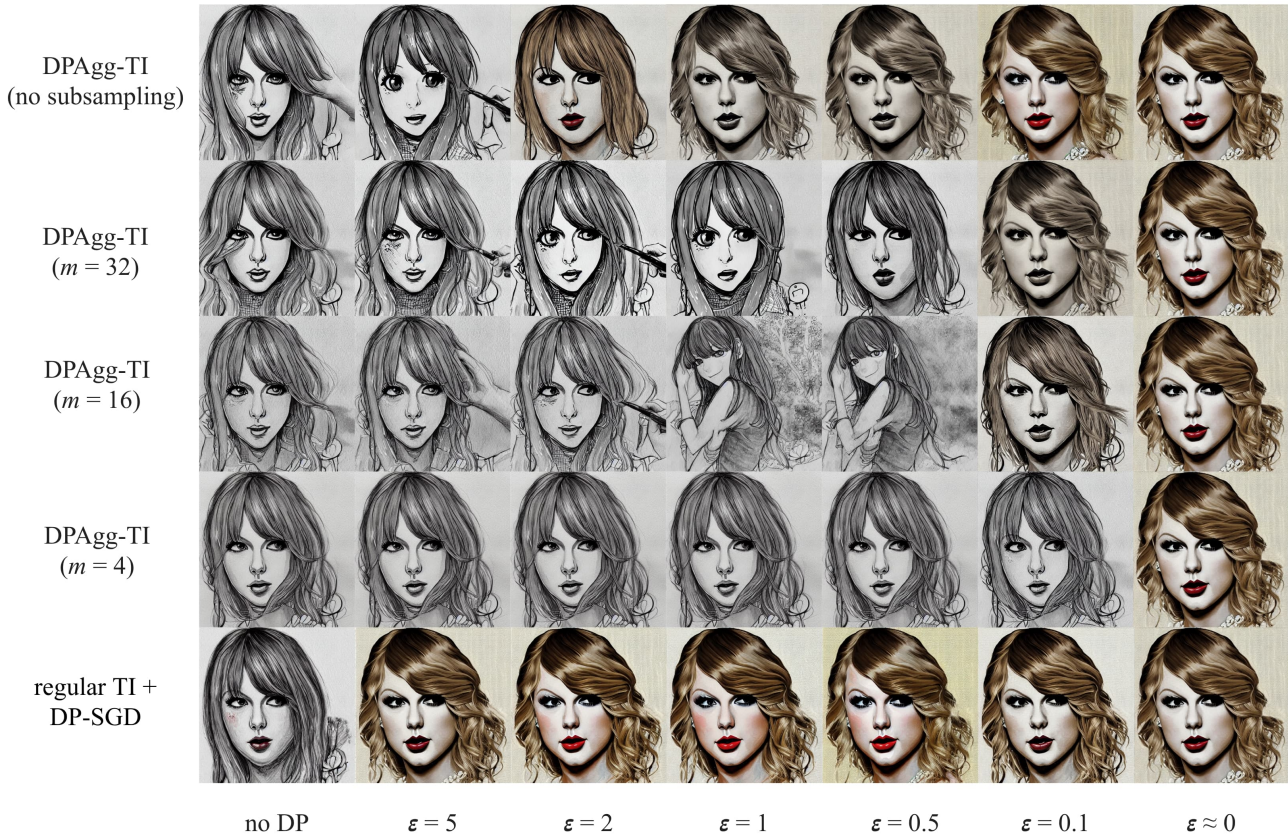 DPAgg-TI
(no subsampling)
DPAgg-TI
(m = 32)
DPAgg-TI
(m = 16)
DPAgg-TI
(m = 4)
regular TI +
DP-SGD
no DP ε = 5 ε = 2 ε = 1 ε = 0.5 ε = 0.1 ε ≈ 0